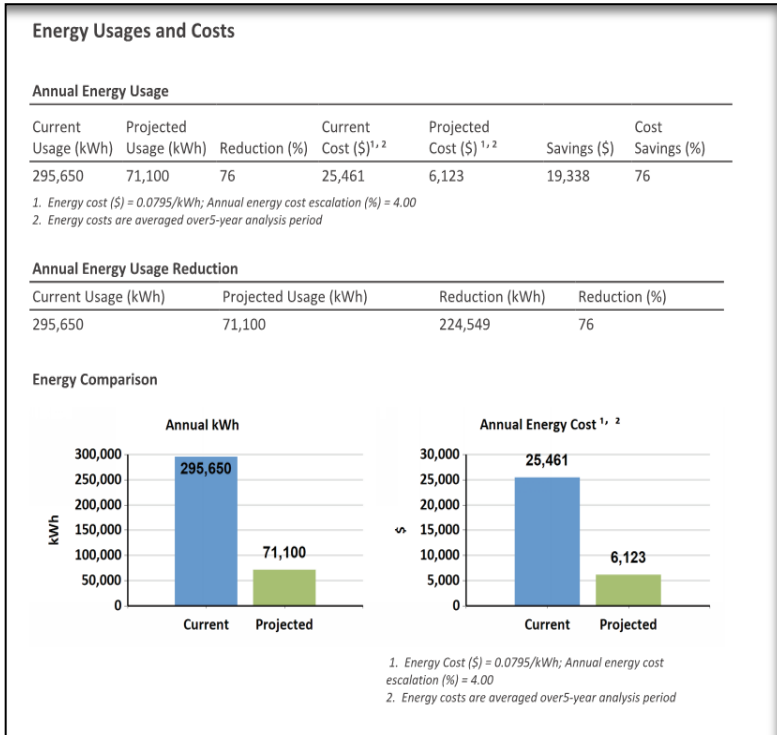 Energy Usages and Costs
Annual Energy Usage
Current Projected Current Projected Cost
Usage (kWh) Usage (kWh) Reduction (%) Cost ($)¹, ² Cost ($) ¹, ² Savings ($) Savings (%)
295,650 71,100 76 25,461 6,123 19,338 76
1. Energy cost ($) = 0.0795/kWh; Annual energy cost escalation (%) = 4.00
2. Energy costs are averaged over5-year analysis period
Annual Energy Usage Reduction
Current Usage (kWh) Projected Usage (kWh) Reduction (kWh) Reduction (%)
295,650 71,100 224,549 76
Energy Comparison
Annual kWh
300,000
250,000
200,000
150,000
100,000
50,000
0
kWh
295,650
71,100
Current Projected
Annual Energy Cost ¹, ²
30,000
25,000
20,000
15,000
10,000
5,000
0
$
25,461
6,123
Current Projected
1. Energy Cost ($) = 0.0795/kWh; Annual energy cost
escalation (%) = 4.00
2. Energy costs are averaged over5-year analysis period